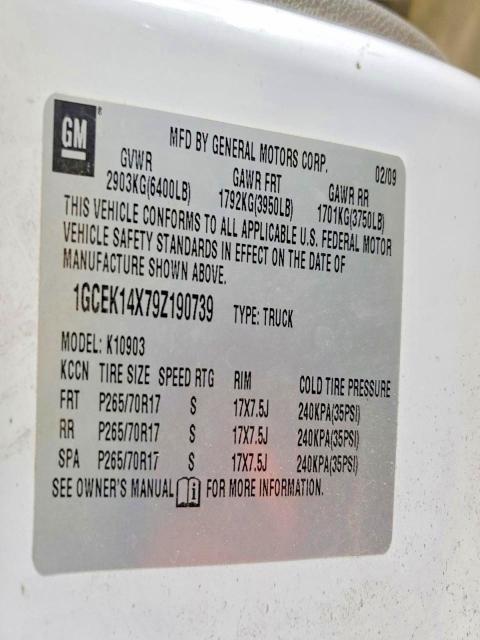 GM ® MFD BY GENERAL MOTORS CORP. 02/09
GVWR GAWR FRT GAWR RR
2903KG(6400LB) 1792KG(3950LB) 1701KG(3750LB)
THIS VEHICLE CONFORMS TO ALL APPLICABLE U.S. FEDERAL MOTOR
VEHICLE SAFETY STANDARDS IN EFFECT ON THE DATE OF
MANUFACTURE SHOWN ABOVE.
1GCEK14X79Z190739 TYPE: TRUCK
MODEL: K10903
KCCN TIRE SIZE SPEED RTG RIM COLD TIRE PRESSURE
FRT P265/70R17 S 17X7.5J 240KPA(35PSI)
RR P265/70R17 S 17X7.5J 240KPA(35PSI)
SPA P265/70R17 S 17X7.5J 240KPA(35PSI)
SEE OWNER'S MANUAL i FOR MORE INFORMATION.